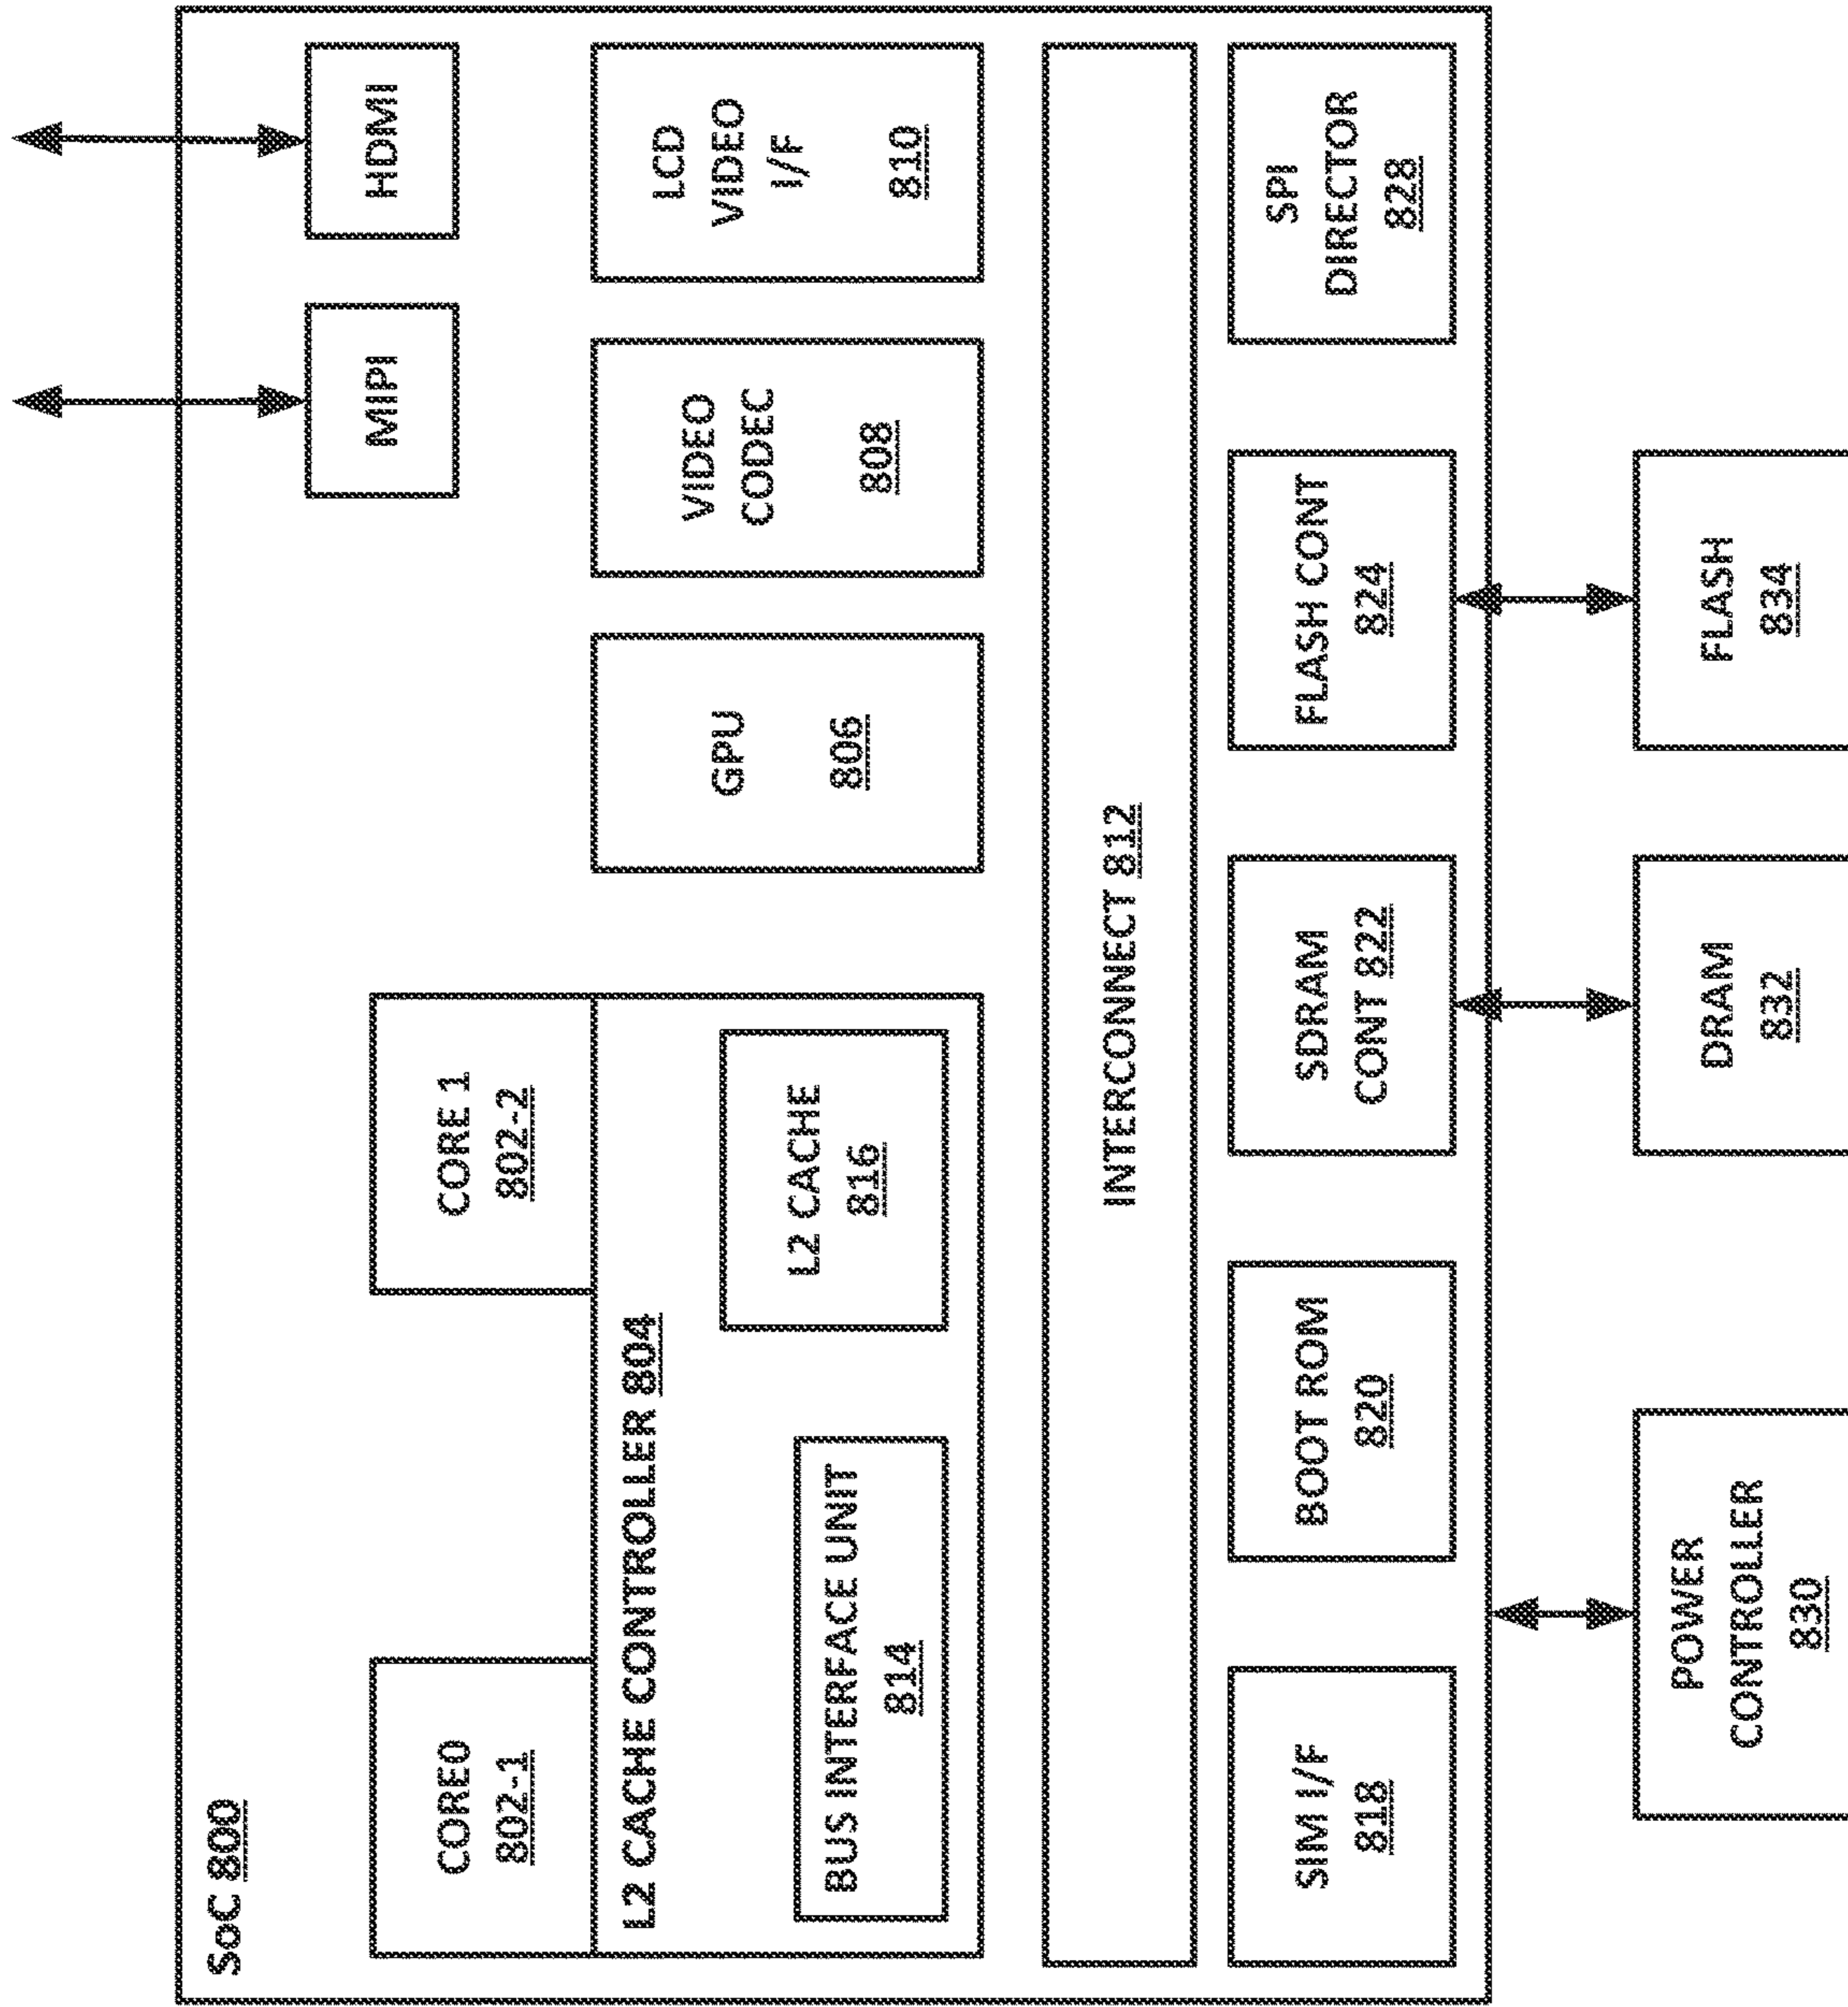 SoC 800
CORE0
802-1
CORE 1
802-2
MIPI
HDMI
L2 CACHE CONTROLLER 804
BUS INTERFACE UNIT
814
L2 CACHE
816
GPU
806
VIDEO
CODEC
808
LCD
VIDEO
I/F
810
INTERCONNECT 812
SIM I/F
818
BOOT ROM
820
SDRAM
CONT 822
FLASH CONT
824
SPI
DIRECTOR
828
POWER
CONTROLLER
830
DRAM
832
FLASH
834